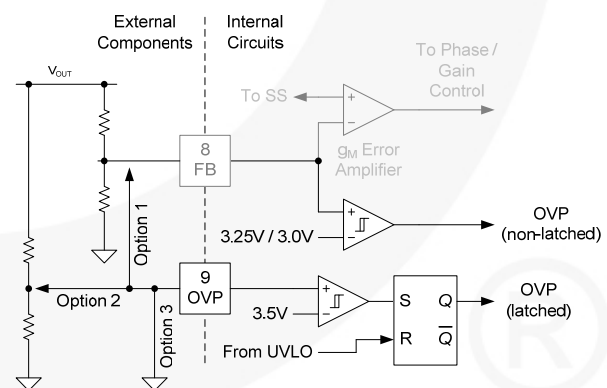 External
Components
Internal
Circuits
VOUT
To SS
+
−
To Phase /
Gain
Control
8
FB
gM Error
Amplifier
+
−
3.25V / 3.0V
OVP
(non-latched)
Option 1
Option 2
Option 3
9
OVP
+
−
3.5V
S Q
R Q̅
From UVLO
OVP
(latched)
R